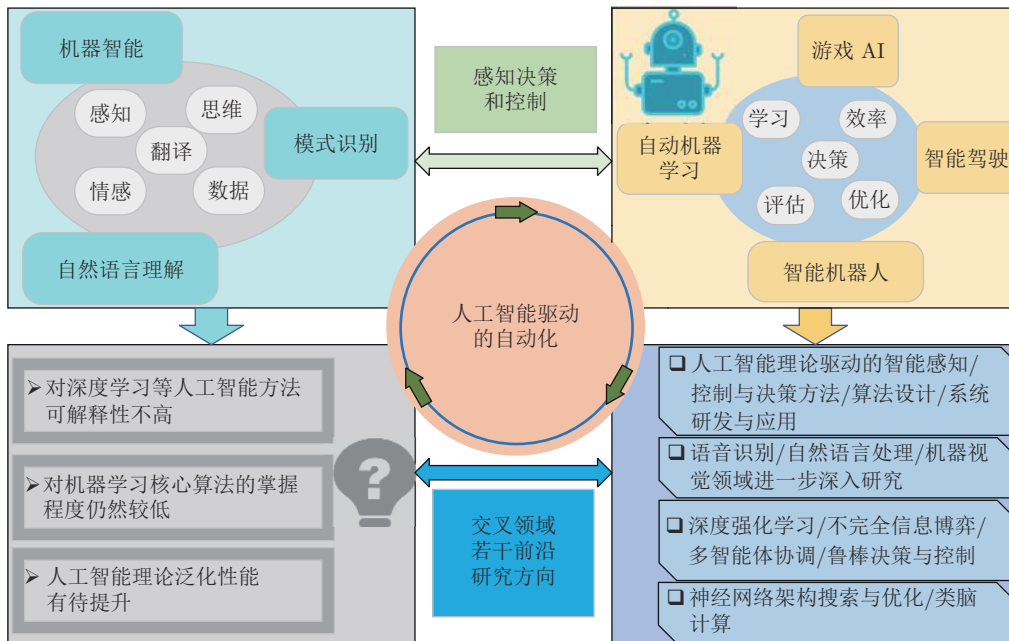 机器智能
感知
思维
翻译
模式识别
情感
数据
自然语言理解
感知决策
和控制
游戏 AI
学习
效率
自动机器
学习
决策
智能驾驶
评估
优化
智能机器人
人工智能驱动
的自动化
➢对深度学习等人工智能方法
可解释性不高
➢对机器学习核心算法的掌握
程度仍然较低
➢人工智能理论泛化性能
有待提升
?
交叉领域
若干前沿
研究方向
❑ 人工智能理论驱动的智能感知/
控制与决策方法/算法设计/系统
研发与应用
❑ 语音识别/自然语言处理/机器视
觉领域进一步深入研究
❑ 深度强化学习/不完全信息博弈/
多智能体协调/鲁棒决策与控制
❑ 神经网络架构搜索与优化/类脑
计算